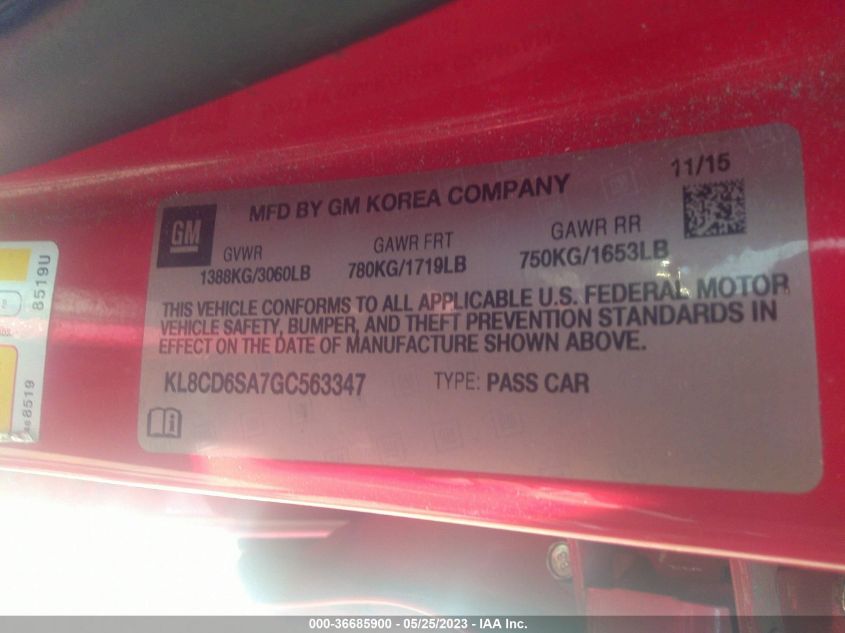 11/15
MFD BY GM KOREA COMPANY
GM
GVWR GAWR FRT GAWR RR
1388KG/3060LB 780KG/1719LB 750KG/1653LB
THIS VEHICLE CONFORMS TO ALL APPLICABLE U.S. FEDERAL MOTOR
VEHICLE SAFETY, BUMPER, AND THEFT PREVENTION STANDARDS IN
EFFECT ON THE DATE OF MANUFACTURE SHOWN ABOVE.
KL8CD6SA7GC563347 TYPE: PASS CAR
8519U
8519
000-36685900 - 05/25/2023 - IAA Inc.